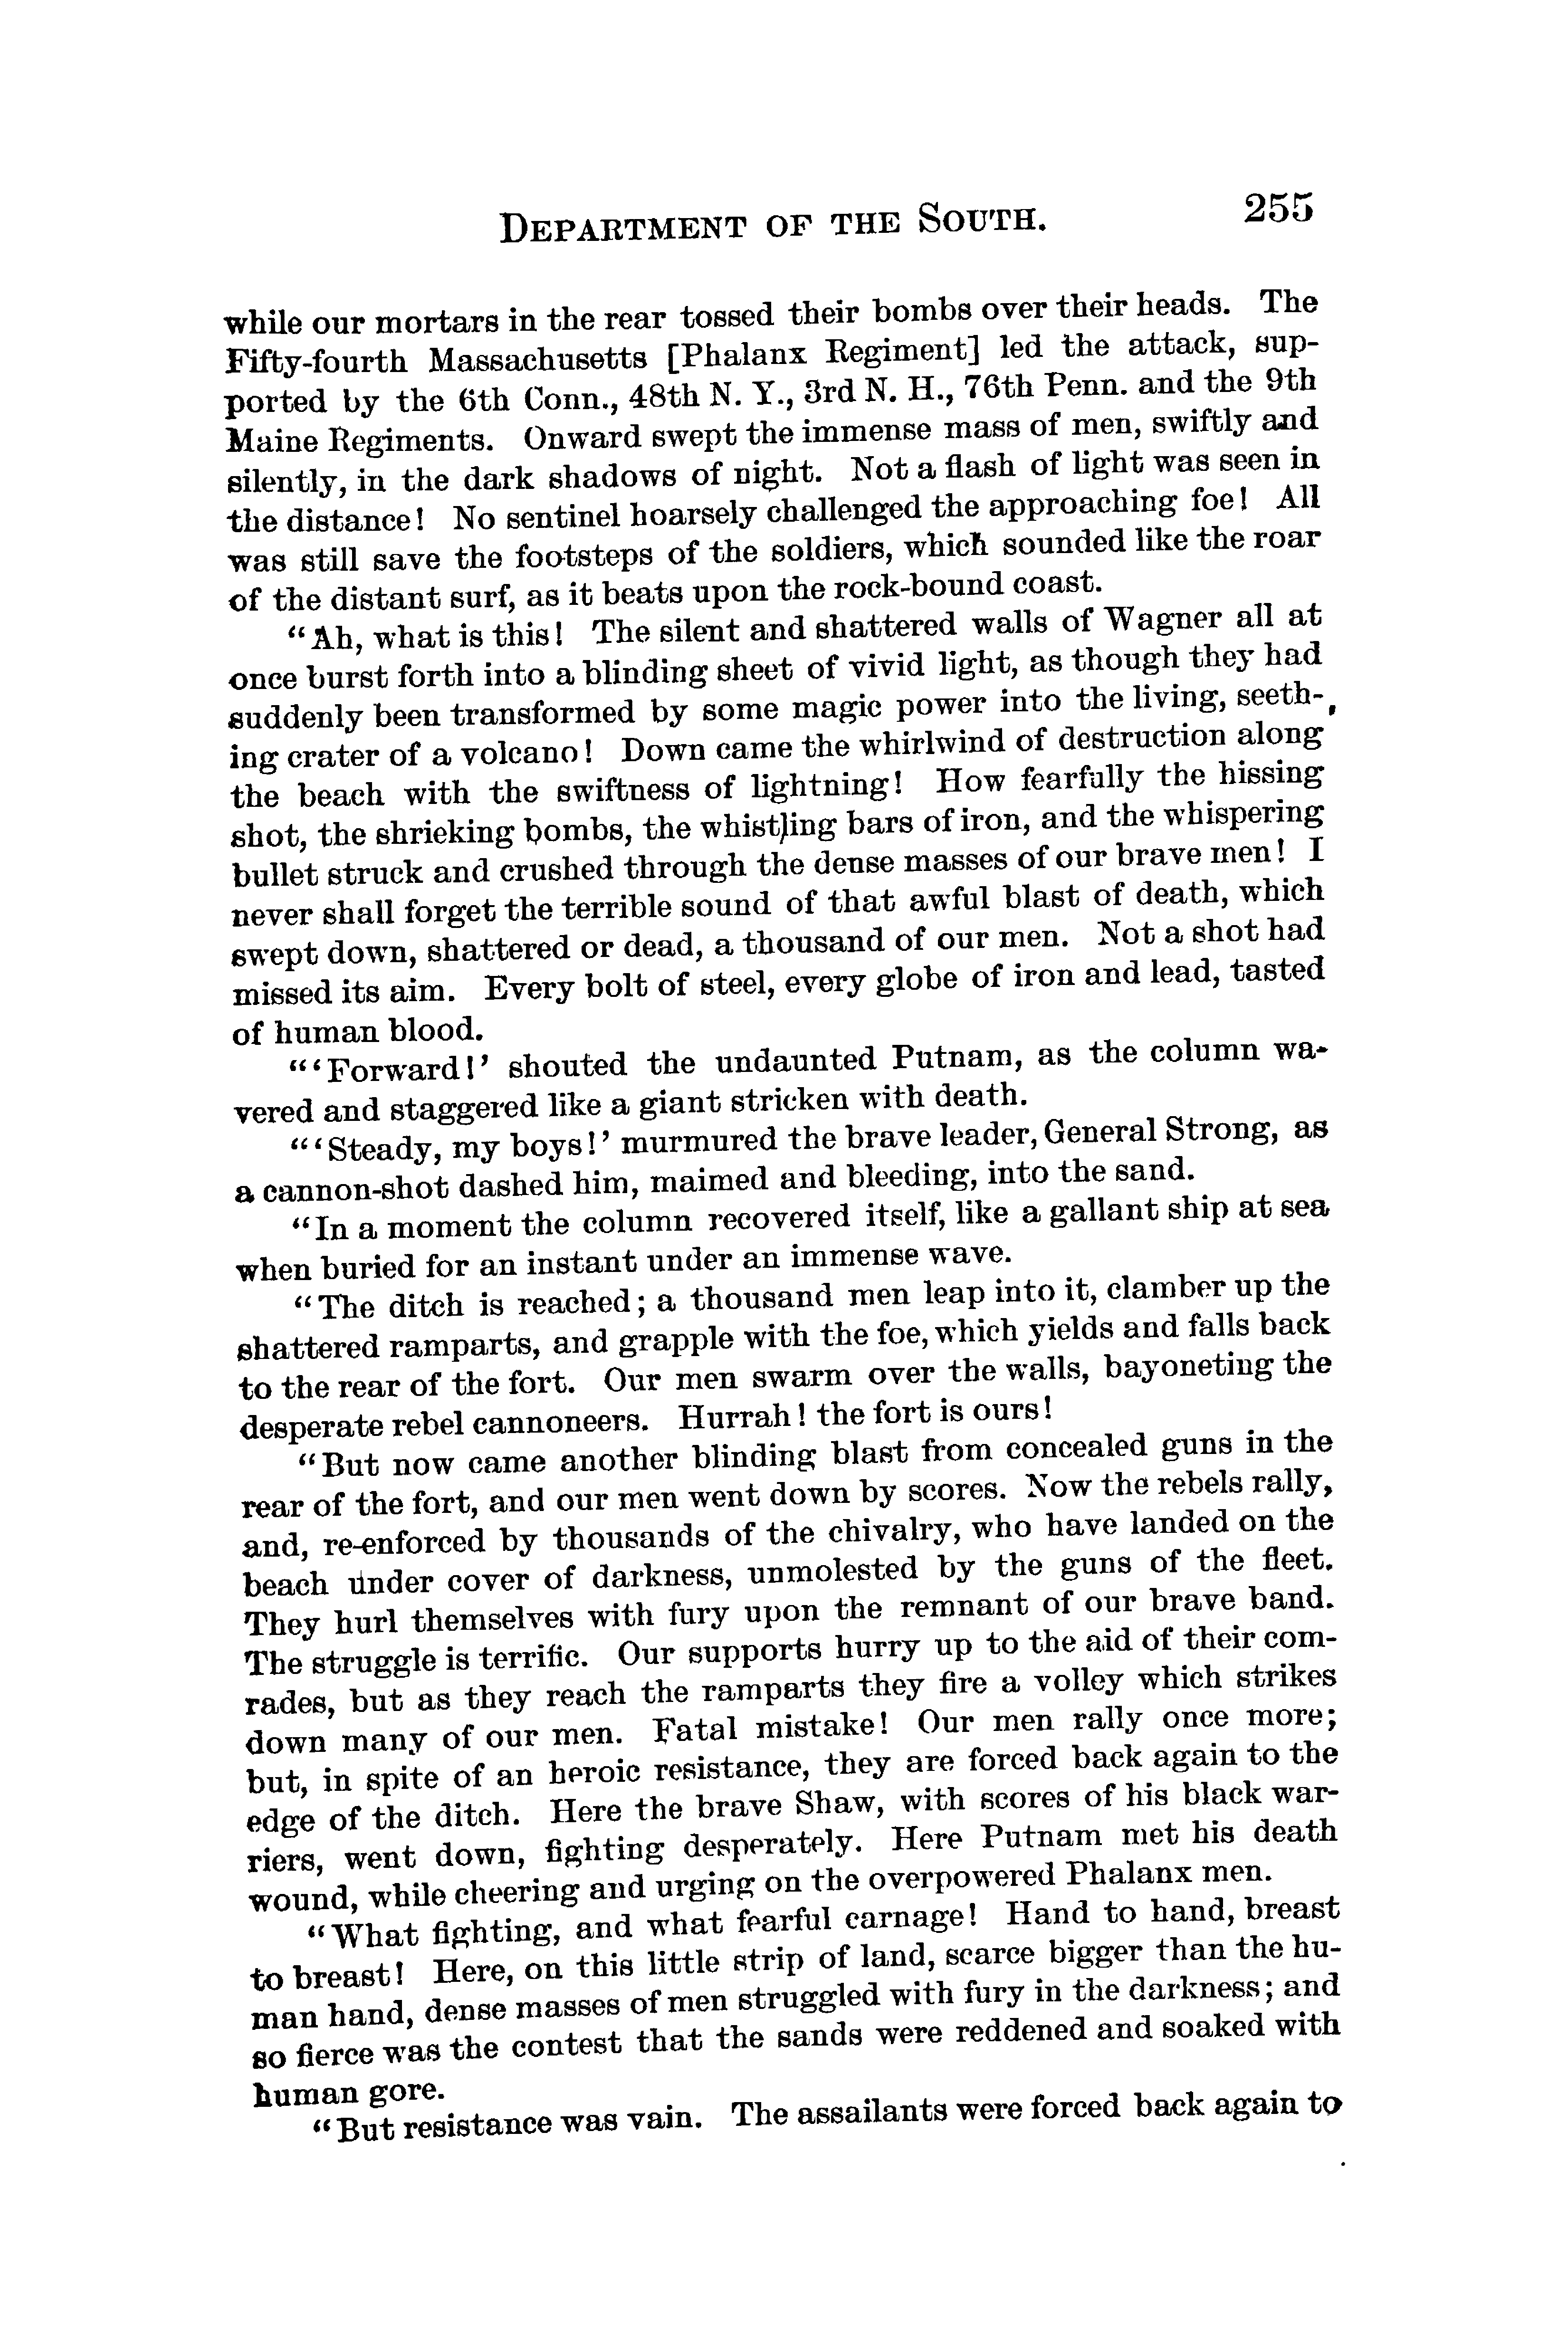 DEPARTMENT OF THE SOUTH. 255
while our mortars in the rear tossed their bombs over their heads. The
Fifty-fourth Massachusetts [Phalanx Regiment] led the attack, sup-
ported by the 6th Conn., 48th N. Y., 3rd N. H., 76th Penn. and the 9th
Maine Regiments. Onward swept the immense mass of men, swiftly and
silently, in the dark shadows of night. Not a flash of light was seen in
the distance! No sentinel hoarsely challenged the approaching foe! All
was still save the footsteps of the soldiers, which sounded like the roar
of the distant surf, as it beats upon the rock-bound coast.
"Ah, what is this! The silent and shattered walls of Wagner all at
once burst forth into a blinding sheet of vivid light, as though they had
suddenly been transformed by some magic power into the living, seeth-
ing crater of a volcano! Down came the whirlwind of destruction along
the beach with the swiftness of lightning! How fearfully the hissing
shot, the shrieking bombs, the whistling bars of iron, and the whispering
bullet struck and crushed through the dense masses of our brave men! I
never shall forget the terrible sound of that awful blast of death, which
swept down, shattered or dead, a thousand of our men. Not a shot had
missed its aim. Every bolt of steel, every globe of iron and lead, tasted
of human blood.
"'Forward!' shouted the undaunted Putnam, as the column wa-
vered and staggered like a giant stricken with death.
"'Steady, my boys!' murmured the brave leader, General Strong, as
a cannon-shot dashed him, maimed and bleeding, into the sand.
"In a moment the column recovered itself, like a gallant ship at sea
when buried for an instant under an immense wave.
"The ditch is reached; a thousand men leap into it, clamber up the
shattered ramparts, and grapple with the foe, which yields and falls back
to the rear of the fort. Our men swarm over the walls, bayoneting the
desperate rebel cannoneers. Hurrah! the fort is ours!
"But now came another blinding blast from concealed guns in the
rear of the fort, and our men went down by scores. Now the rebels rally,
and, re-enforced by thousands of the chivalry, who have landed on the
beach under cover of darkness, unmolested by the guns of the fleet.
They hurl themselves with fury upon the remnant of our brave band.
The struggle is terrific. Our supports hurry up to the aid of their com-
rades, but as they reach the ramparts they fire a volley which strikes
down many of our men. Fatal mistake! Our men rally once more;
but, in spite of an heroic resistance, they are forced back again to the
edge of the ditch. Here the brave Shaw, with scores of his black war-
riers, went down, fighting desperately. Here Putnam met his death
wound, while cheering and urging on the overpowered Phalanx men.
"What fighting, and what fearful carnage! Hand to hand, breast
to breast! Here, on this little strip of land, scarce bigger than the hu-
man hand, dense masses of men struggled with fury in the darkness; and
so fierce was the contest that the sands were reddened and soaked with
human gore.
"But resistance was vain. The assailants were forced back again to